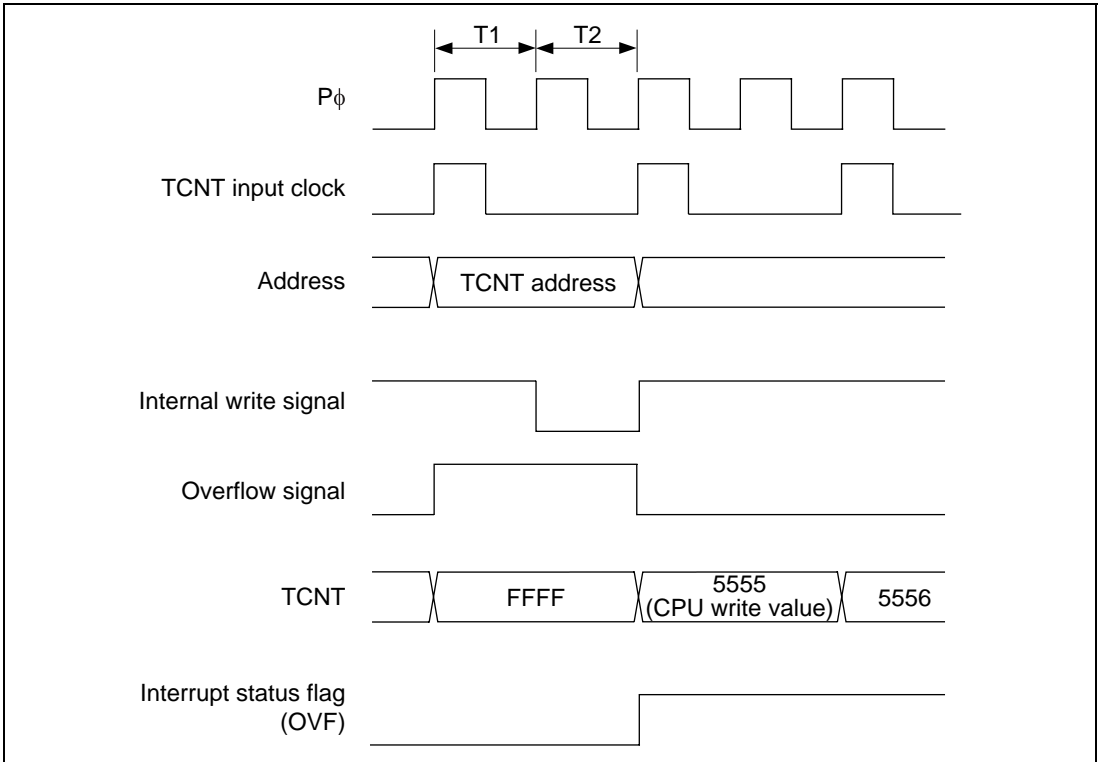 T1 T2
Pϕ
TCNT input clock
Address
TCNT address
Internal write signal
Overflow signal
TCNT
FFFF
5555
(CPU write value)
5556
Interrupt status flag
(OVF)